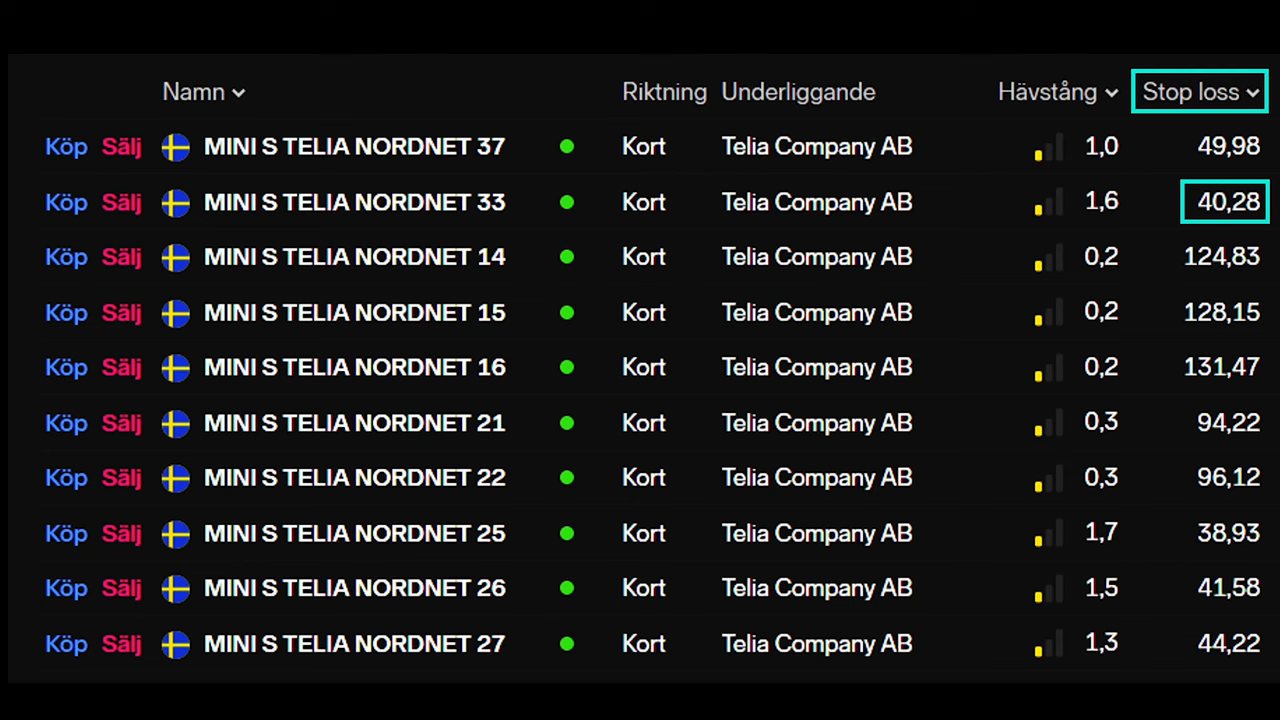 Namn Riktning Underliggande Hävstång Stop loss
Köp Sälj MINI S TELIA NORDNET 37 Kort Telia Company AB 1,0 49,98
Köp Sälj MINI S TELIA NORDNET 33 Kort Telia Company AB 1,6 40,28
Köp Sälj MINI S TELIA NORDNET 14 Kort Telia Company AB 0,2 124,83
Köp Sälj MINI S TELIA NORDNET 15 Kort Telia Company AB 0,2 128,15
Köp Sälj MINI S TELIA NORDNET 16 Kort Telia Company AB 0,2 131,47
Köp Sälj MINI S TELIA NORDNET 21 Kort Telia Company AB 0,3 94,22
Köp Sälj MINI S TELIA NORDNET 22 Kort Telia Company AB 0,3 96,12
Köp Sälj MINI S TELIA NORDNET 25 Kort Telia Company AB 1,7 38,93
Köp Sälj MINI S TELIA NORDNET 26 Kort Telia Company AB 1,5 41,58
Köp Sälj MINI S TELIA NORDNET 27 Kort Telia Company AB 1,3 44,22